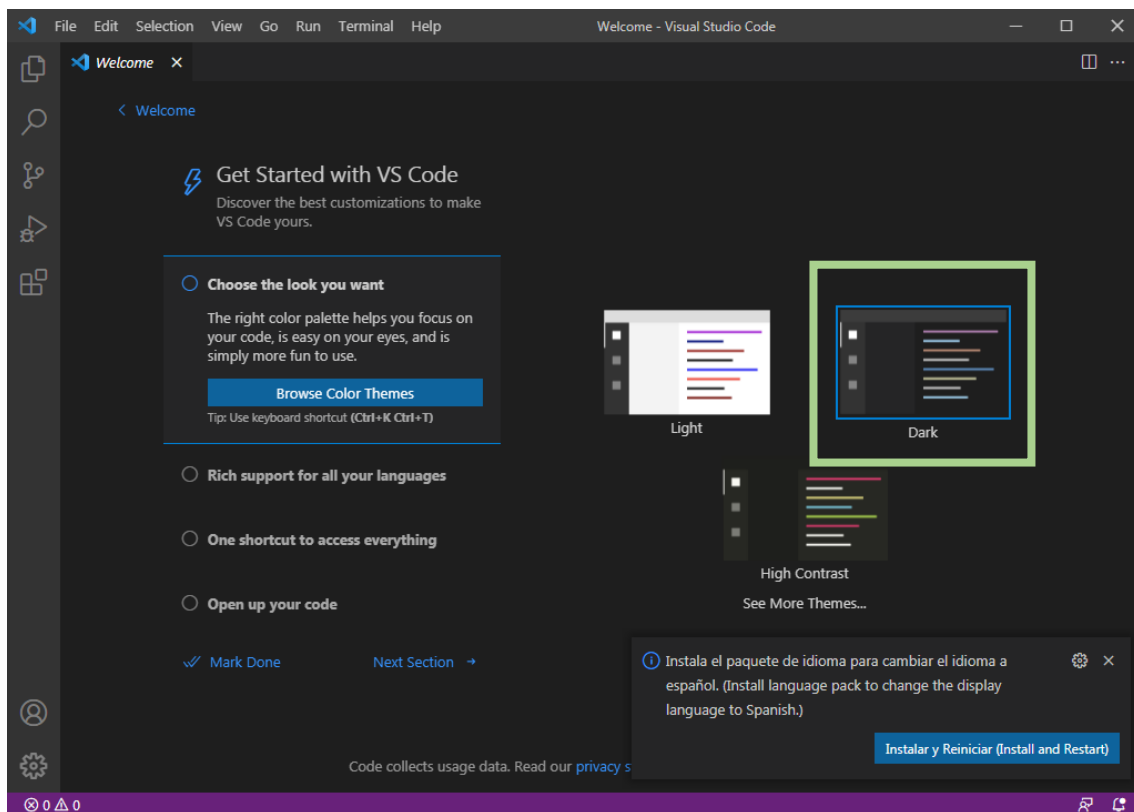 File Edit Selection View Go Run Terminal Help Welcome - Visual Studio Code
Welcome
Welcome
Get Started with VS Code
Discover the best customizations to make
VS Code yours.
Choose the look you want
The right color palette helps you focus on
your code, is easy on your eyes, and is
simply more fun to use.
Browse Color Themes
Tip: Use keyboard shortcut (Ctrl+K Ctrl+T)
Rich support for all your languages
One shortcut to access everything
Open up your code
Mark Done Next Section
Light
Dark
High Contrast
See More Themes...
Instala el paquete de idioma para cambiar el idioma a
español. (Install language pack to change the display
language to Spanish.)
Instalar y Reiniciar (Install and Restart)
Code collects usage data. Read our privacy s
0 0